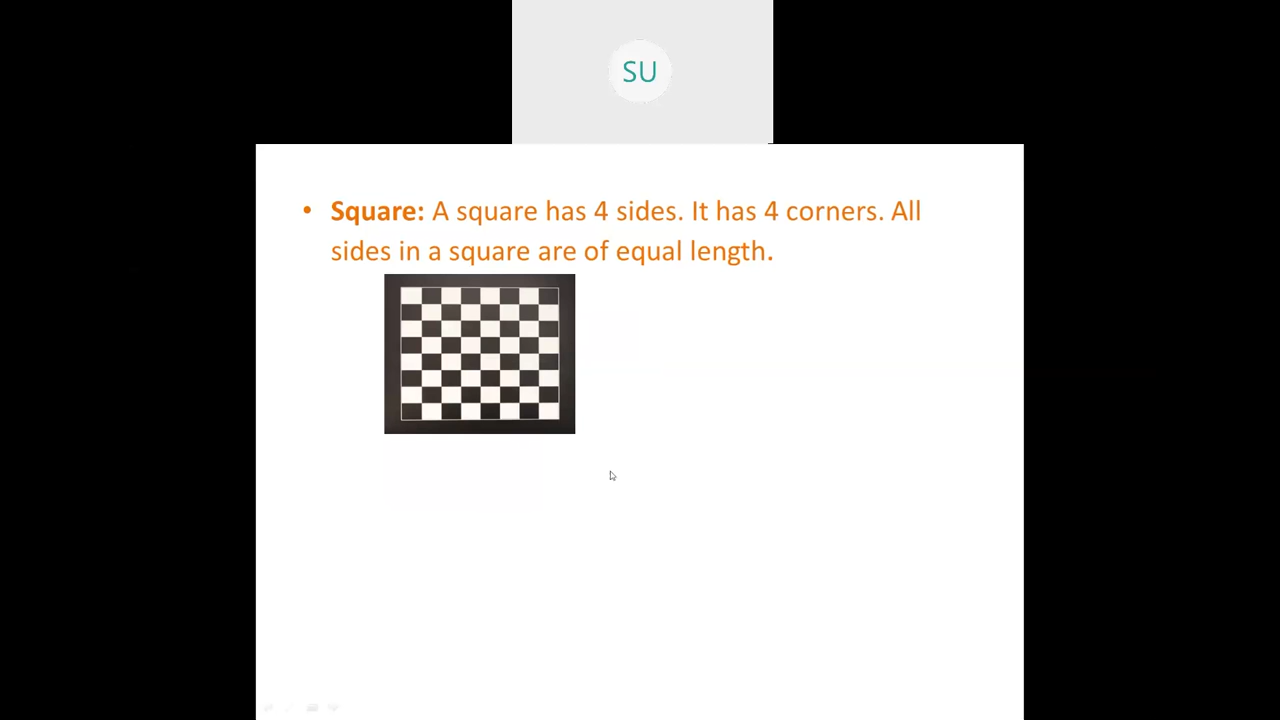 SU
• Square: A square has 4 sides. It has 4 corners. All
sides in a square are of equal length.